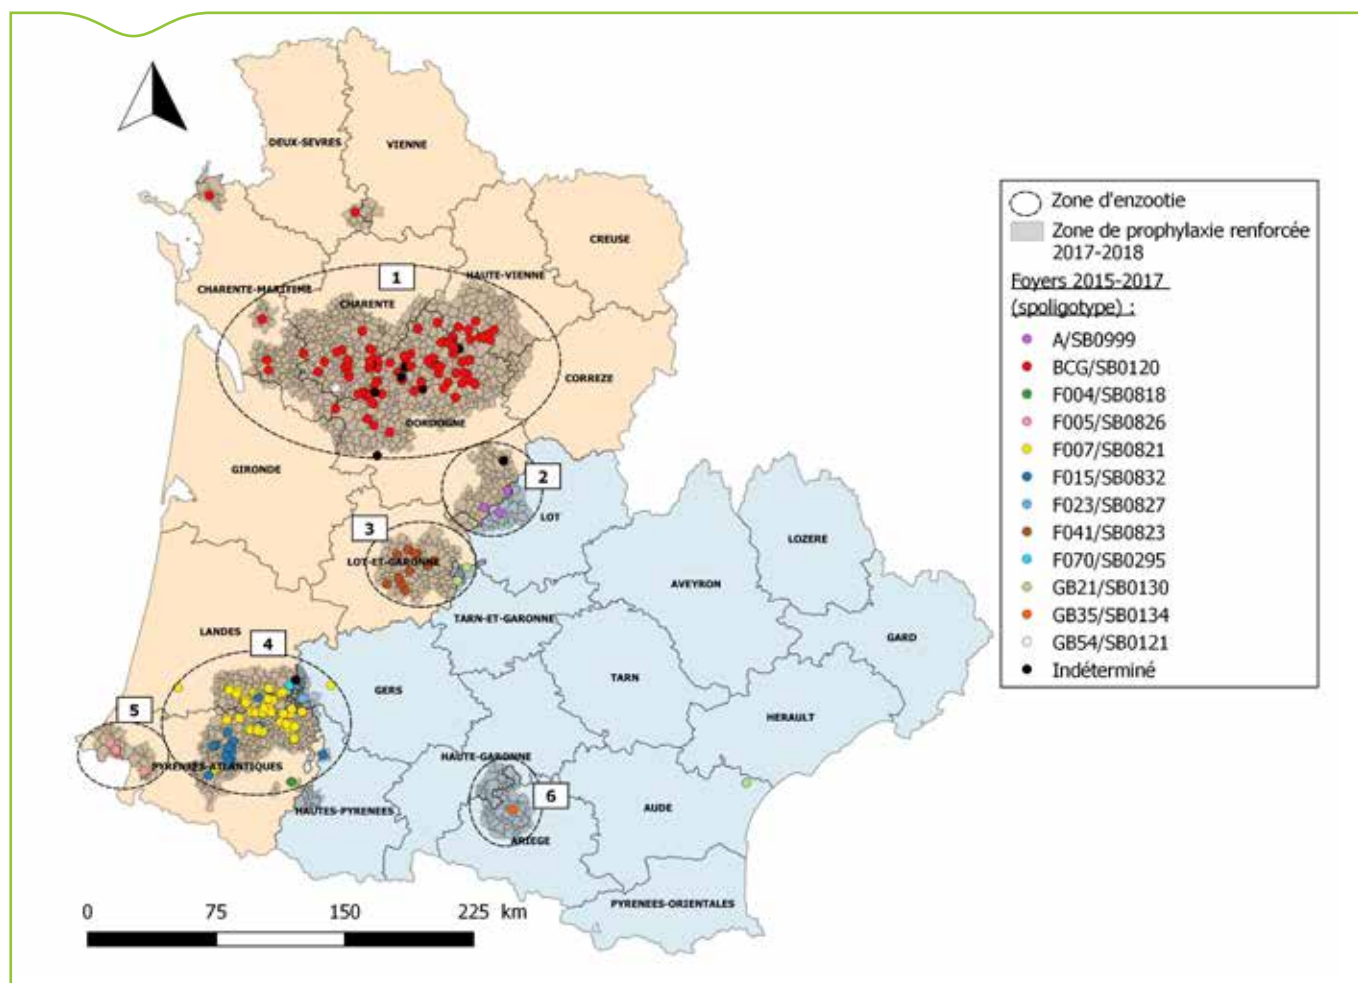 DEUX-SEVRES
VIENNE
CREUSE
HAUTE-VIENNE
1
CHARENTE-MARITIME
CHARENTE
CORREZE
DORDOGNE
GIRONDE
2
LOT
3
LOT-ET-GARONNE
LOZERE
AVEYRON
TARN-ET-GARONNE
GARD
LANDES
4
GERS
TARN
5
HERAULT
HAUTE-GARONNE
PYRENEES-ATLANTIQUES
6
AUDE
HAUTES-PYRENEES
ARIEGE
PYRENEES-ORIENTALES
0 75 150 225 km
Zone d'enzootie
Zone de prophylaxie renforcée
2017-2018
Foyers 2015-2017
(spoligotype) :
A/SB0999
BCG/SB0120
F004/SB0818
F005/SB0826
F007/SB0821
F015/SB0832
F023/SB0827
F041/SB0823
F070/SB0295
GB21/SB0130
GB35/SB0134
GB54/SB0121
Indéterminé